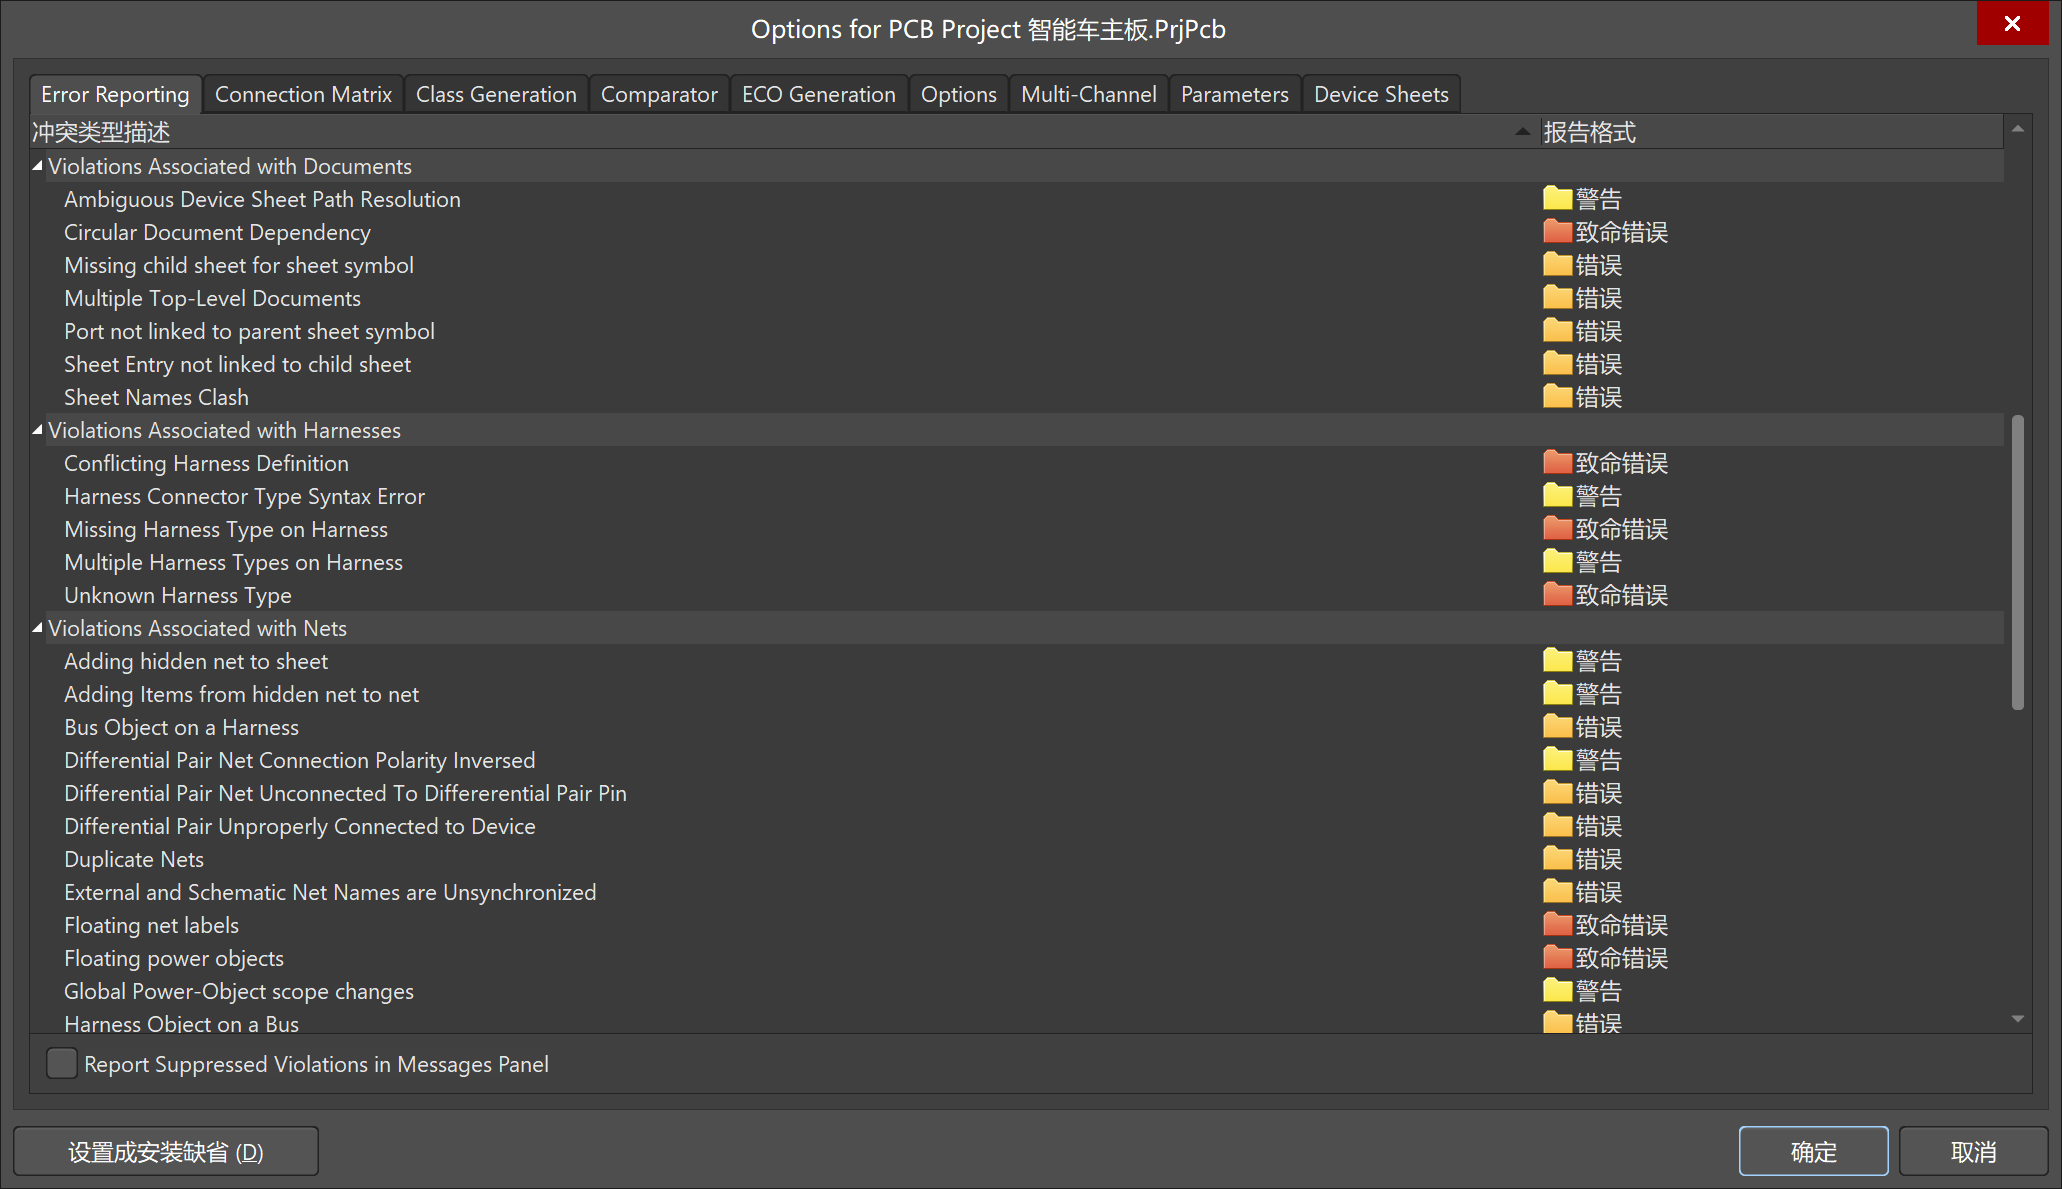 Options for PCB Project 智能车主板.PrjPcb
Error Reporting Connection Matrix Class Generation Comparator ECO Generation Options Multi-Channel Parameters Device Sheets
冲突类型描述 报告格式
Violations Associated with Documents
Ambiguous Device Sheet Path Resolution 警告
Circular Document Dependency 致命错误
Missing child sheet for sheet symbol 错误
Multiple Top-Level Documents 错误
Port not linked to parent sheet symbol 错误
Sheet Entry not linked to child sheet 错误
Sheet Names Clash 错误
Violations Associated with Harnesses
Conflicting Harness Definition 致命错误
Harness Connector Type Syntax Error 警告
Missing Harness Type on Harness 致命错误
Multiple Harness Types on Harness 警告
Unknown Harness Type 致命错误
Violations Associated with Nets
Adding hidden net to sheet 警告
Adding Items from hidden net to net 警告
Bus Object on a Harness 错误
Differential Pair Net Connection Polarity Inversed 警告
Differential Pair Net Unconnected To Differerential Pair Pin 错误
Differential Pair Unproperly Connected to Device 错误
Duplicate Nets 错误
External and Schematic Net Names are Unsynchronized 错误
Floating net labels 致命错误
Floating power objects 致命错误
Global Power-Object scope changes 警告
Harness Object on a Bus 错误
Report Suppressed Violations in Messages Panel
设置成安装缺省 (D) 确定 取消